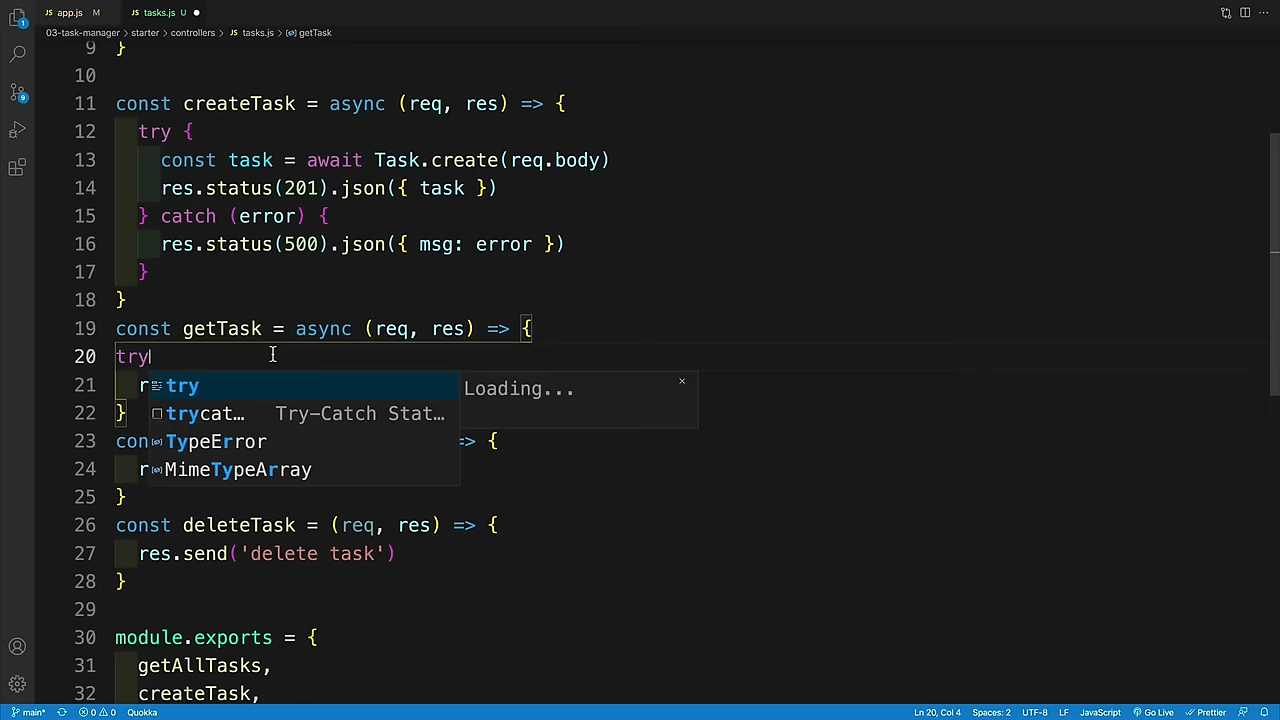 JS app.js M JS tasks.js U
03-task-manager > starter > controllers > JS tasks.js > getTask
9 }
10
11 const createTask = async (req, res) => {
12 try {
13 const task = await Task.create(req.body)
14 res.status(201).json({ task })
15 } catch (error) {
16 res.status(500).json({ msg: error })
17 }
18 }
19 const getTask = async (req, res) => {
20 try
21 r try Loading... ×
22 } trycat… Try-Catch Stat…
23 con TypeError => {
24 r MimeTypeArray
25 }
26 const deleteTask = (req, res) => {
27 res.send('delete task')
28 }
29
30 module.exports = {
31 getAllTasks,
32 createTask,
1
9
main* 0 0 Quokka Ln 20, Col 4 Spaces: 2 UTF-8 LF JavaScript Go Live Prettier